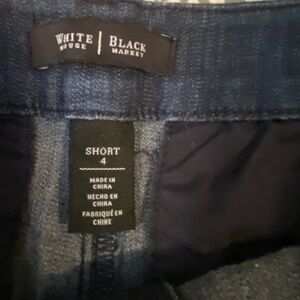 WHITE | BLACK
HOUSE MARKET
SHORT
4
MADE IN
CHINA
HECHO EN
CHINA
FABRIQUÉ EN
CHINE